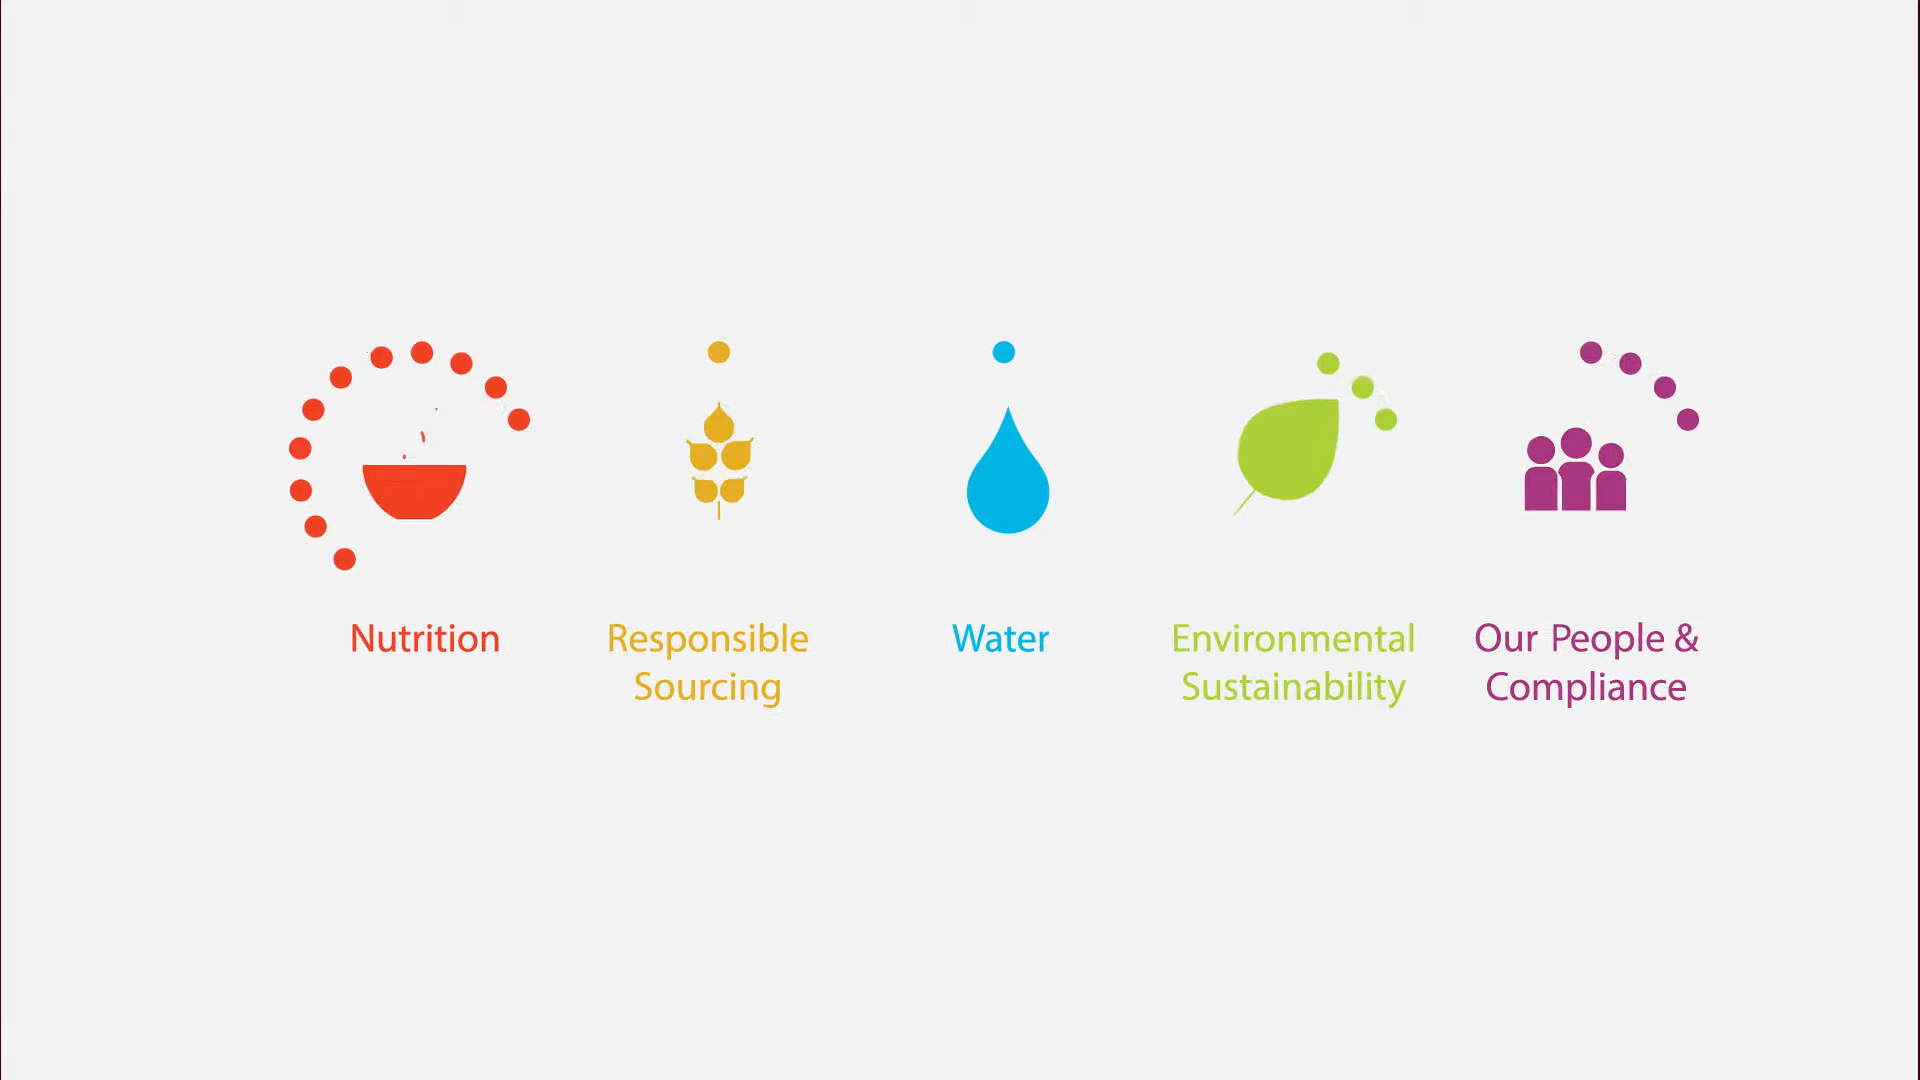 Nutrition
Responsible
Sourcing
Water
Environmental
Sustainability
Our People &
Compliance